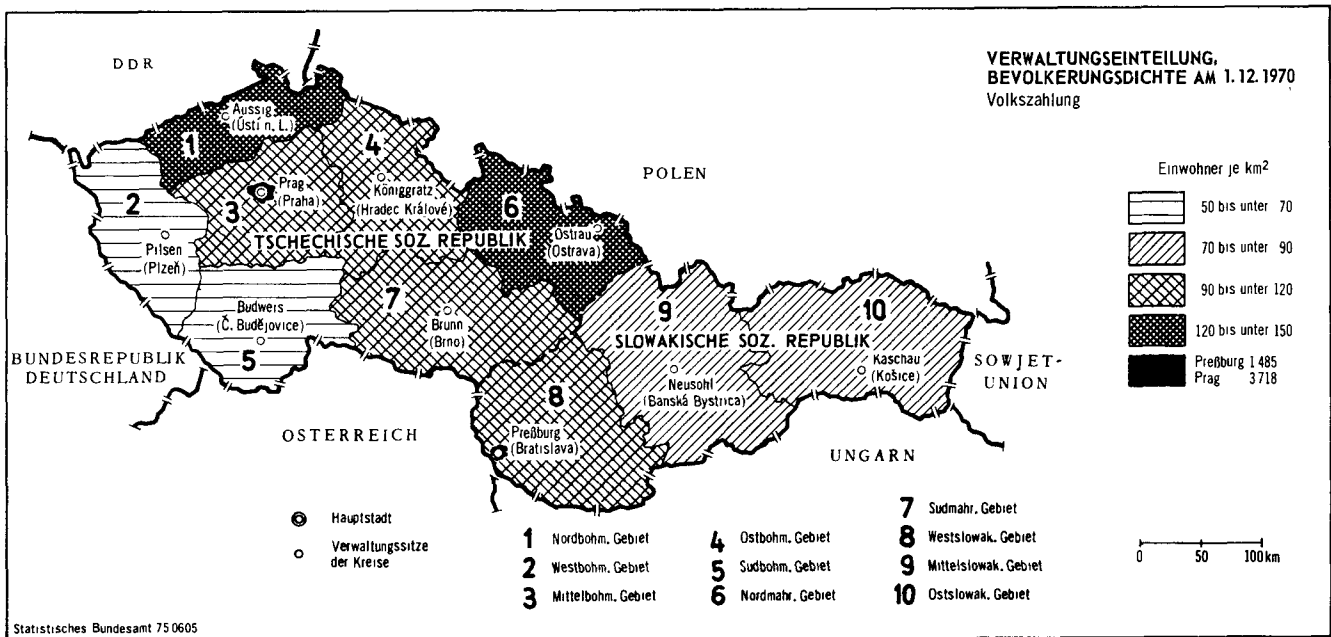 VERWALTUNGSEINTEILUNG,
BEVOLKERUNGSDICHTE AM 1.12.1970
Volkszahlung
DDR
POLEN
BUNDESREPUBLIK
DEUTSCHLAND
OSTERREICH
UNGARN
SOWJET-
UNION
TSCHECHISCHE SOZ. REPUBLIK
SLOWAKISCHE SOZ. REPUBLIK
1
Aussig
(Ústí n. L.)
2
Pilsen
(Plzeň)
3
Prag
(Praha)
4
Königgratz
(Hradec Králové)
5
Budweis
(Č. Budějovice)
6
Ostrau
(Ostrava)
7
Brunn
(Brno)
8
Preßburg
(Bratislava)
9
Neusohl
(Banská Bystrica)
10
Kaschau
(Košice)
Einwohner je km²
50 bis unter 70
70 bis unter 90
90 bis unter 120
120 bis unter 150
Preßburg 1 485
Prag 3 718
Hauptstadt
Verwaltungssitze
der Kreise
1 Nordbohm. Gebiet
2 Westbohm. Gebiet
3 Mittelbohm. Gebiet
4 Ostbohm. Gebiet
5 Sudbohm. Gebiet
6 Nordmahr. Gebiet
7 Sudmahr. Gebiet
8 Westslowak. Gebiet
9 Mittelslowak. Gebiet
10 Ostslowak. Gebiet
0 50 100 km
Statistisches Bundesamt 75 0605